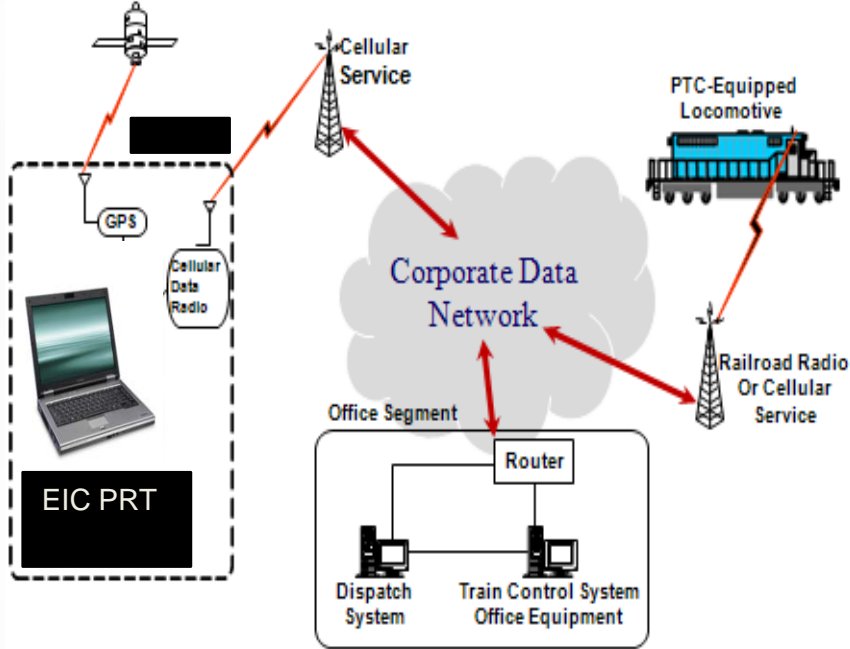 Cellular
Service
PTC-Equipped
Locomotive
GPS
Cellular
Data
Radio
Corporate Data
Network
Railroad Radio
Or Cellular
Service
Office Segment
Router
EIC PRT
Dispatch
System
Train Control System
Office Equipment